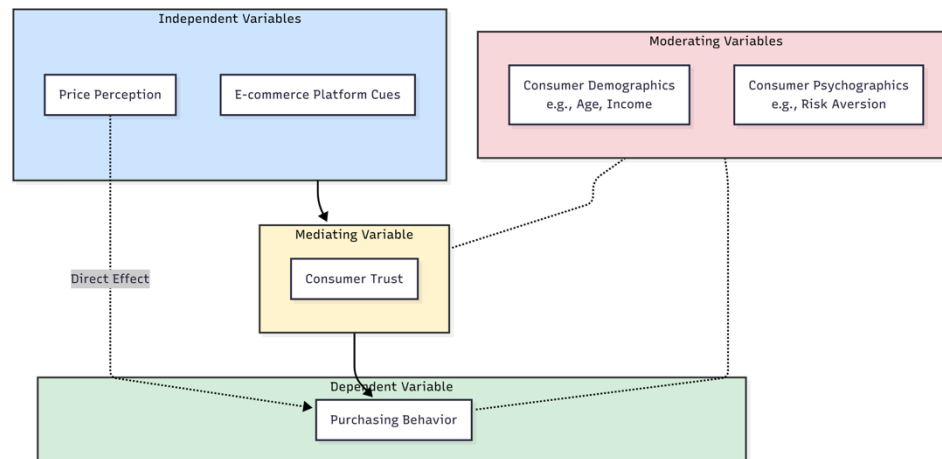 Independent Variables
Price Perception
E-commerce Platform Cues
Moderating Variables
Consumer Demographics
e.g., Age, Income
Consumer Psychographics
e.g., Risk Aversion
Mediating Variable
Consumer Trust
Direct Effect
Dependent Variable
Purchasing Behavior